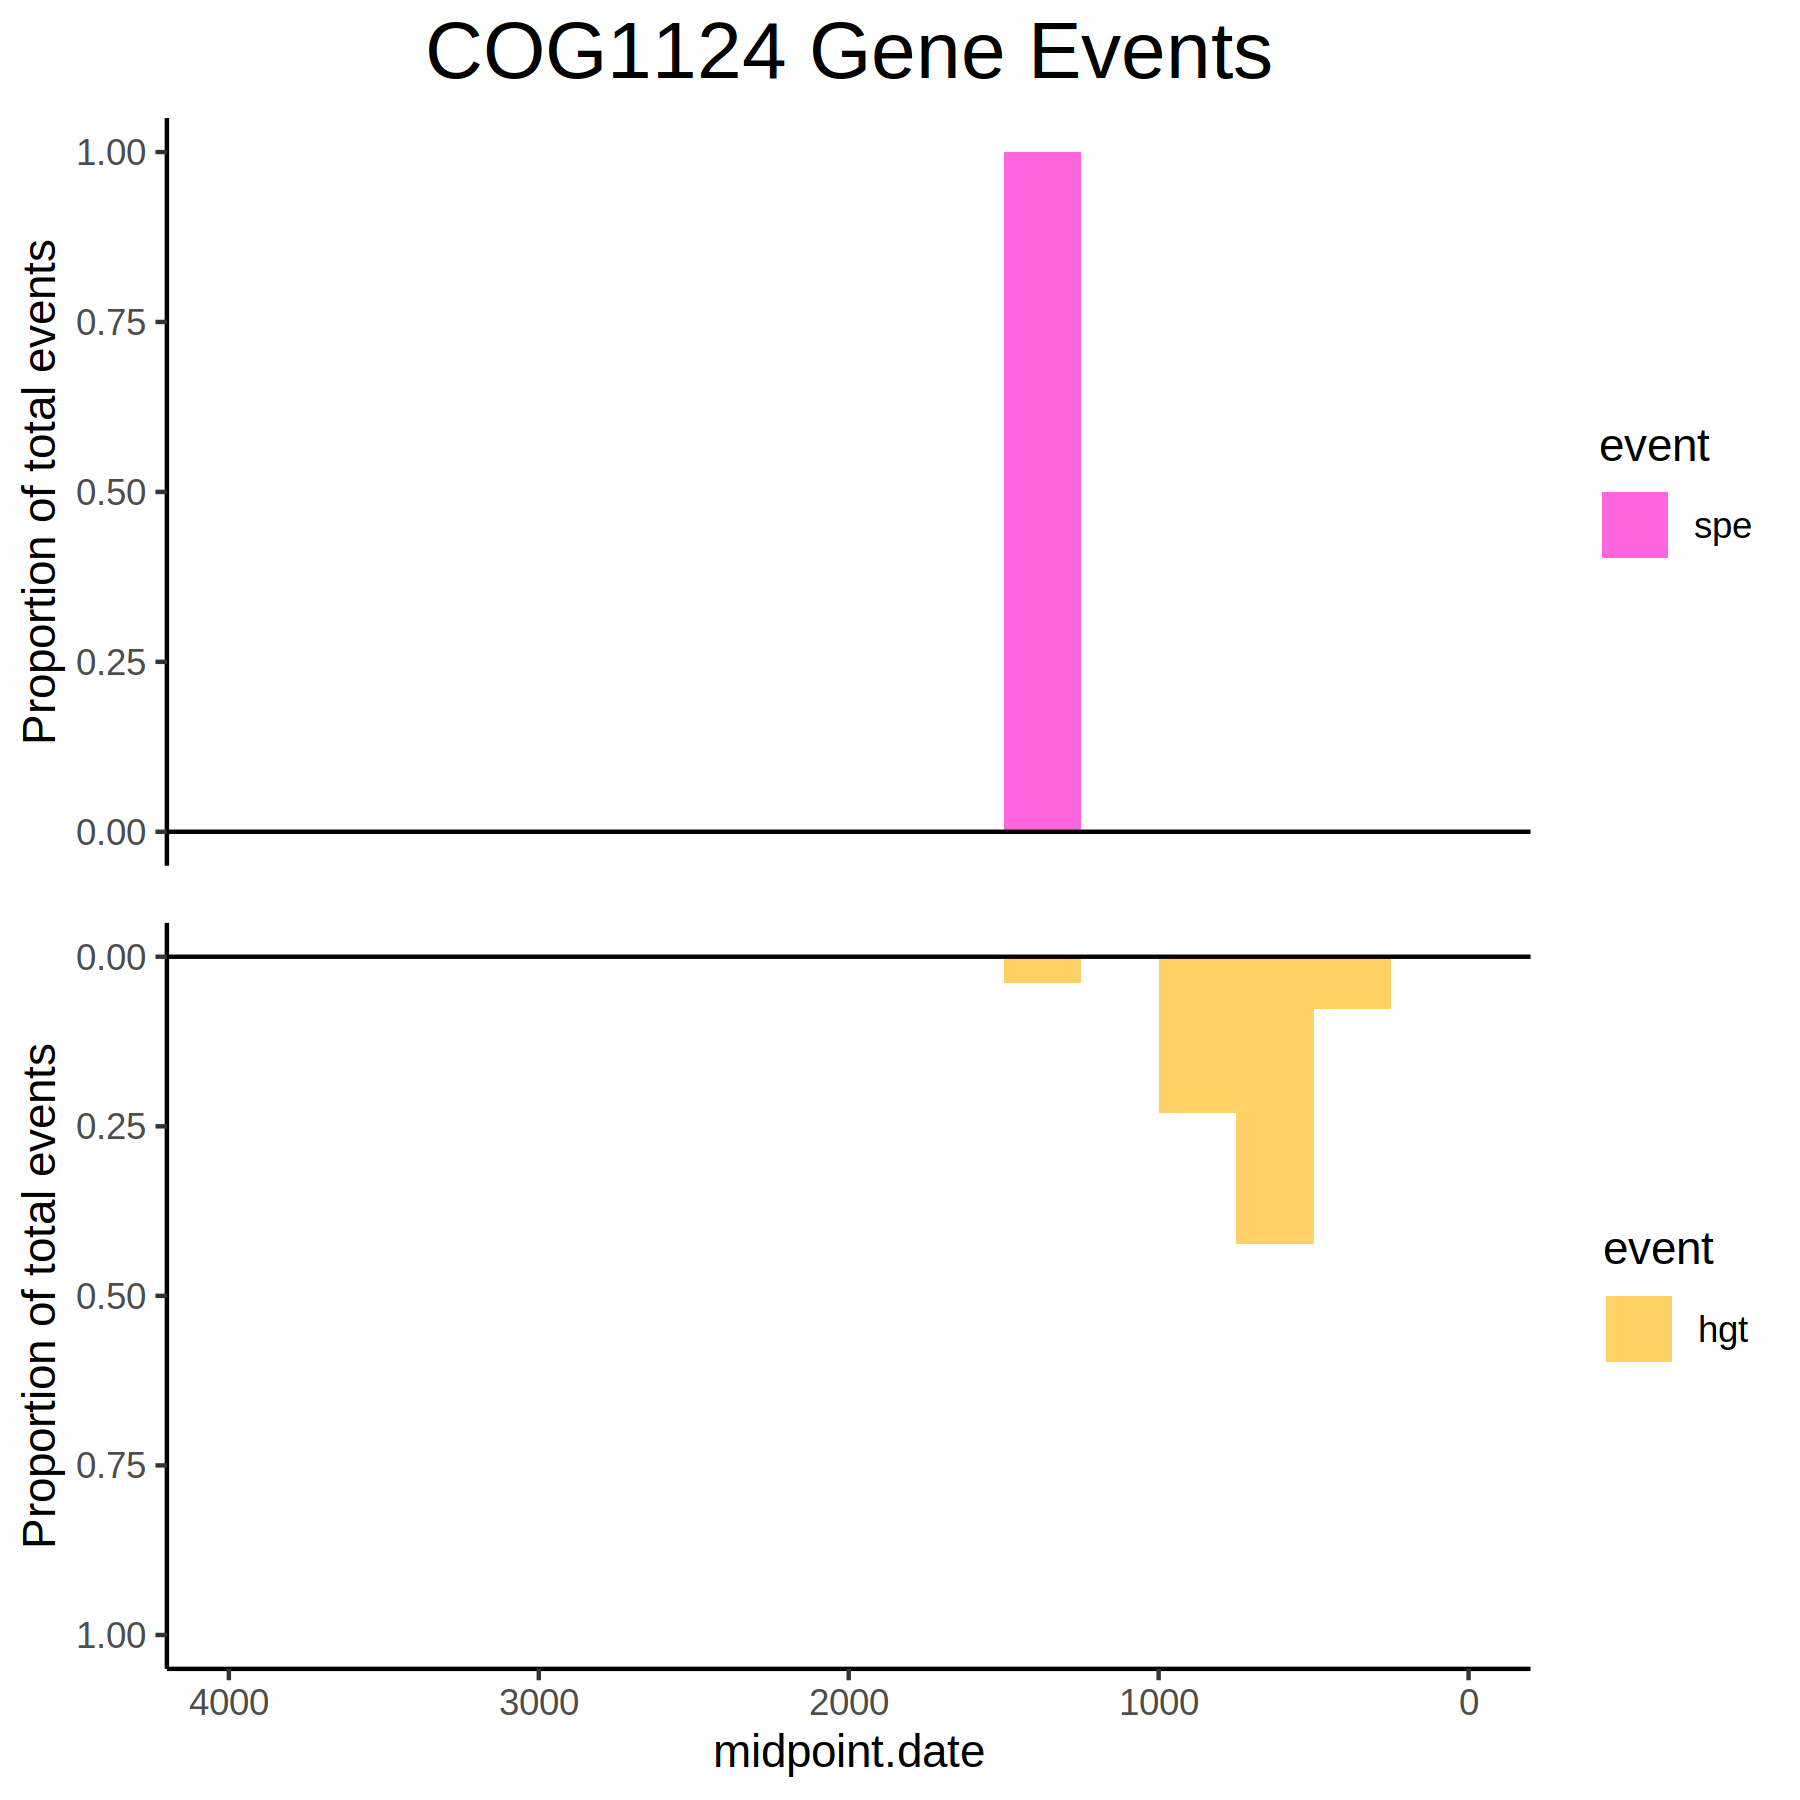 COG1124 Gene Events
Proportion of total events
1.00
0.75
0.50
0.25
0.00
event
spe
Proportion of total events
0.00
0.25
0.50
0.75
1.00
event
hgt
4000 3000 2000 1000 0
midpoint.date